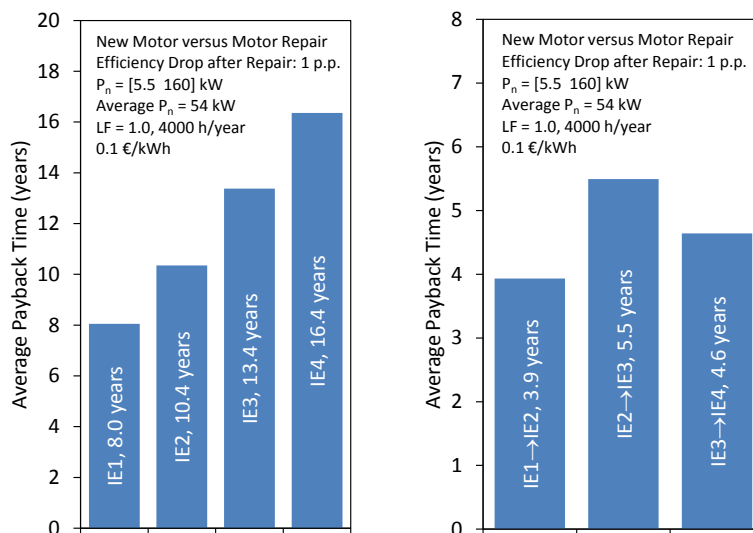 Average Payback Time (years)
20
18
16
14
12
10
8
6
4
2
0
New Motor versus Motor Repair
Efficiency Drop after Repair: 1 p.p.
Pn = [5.5 160] kW
Average Pn = 54 kW
LF = 1.0, 4000 h/year
0.1 €/kWh
IE1, 8.0 years
IE2, 10.4 years
IE3, 13.4 years
IE4, 16.4 years
Average Payback Time (years)
8
7
6
5
4
3
2
1
0
New Motor versus Motor Repair
Efficiency Drop after Repair: 1 p.p.
Pn = [5.5 160] kW
Average Pn = 54 kW
LF = 1.0, 4000 h/year
0.1 €/kWh
IE1→IE2, 3.9 years
IE2→IE3, 5.5 years
IE3→IE4, 4.6 years